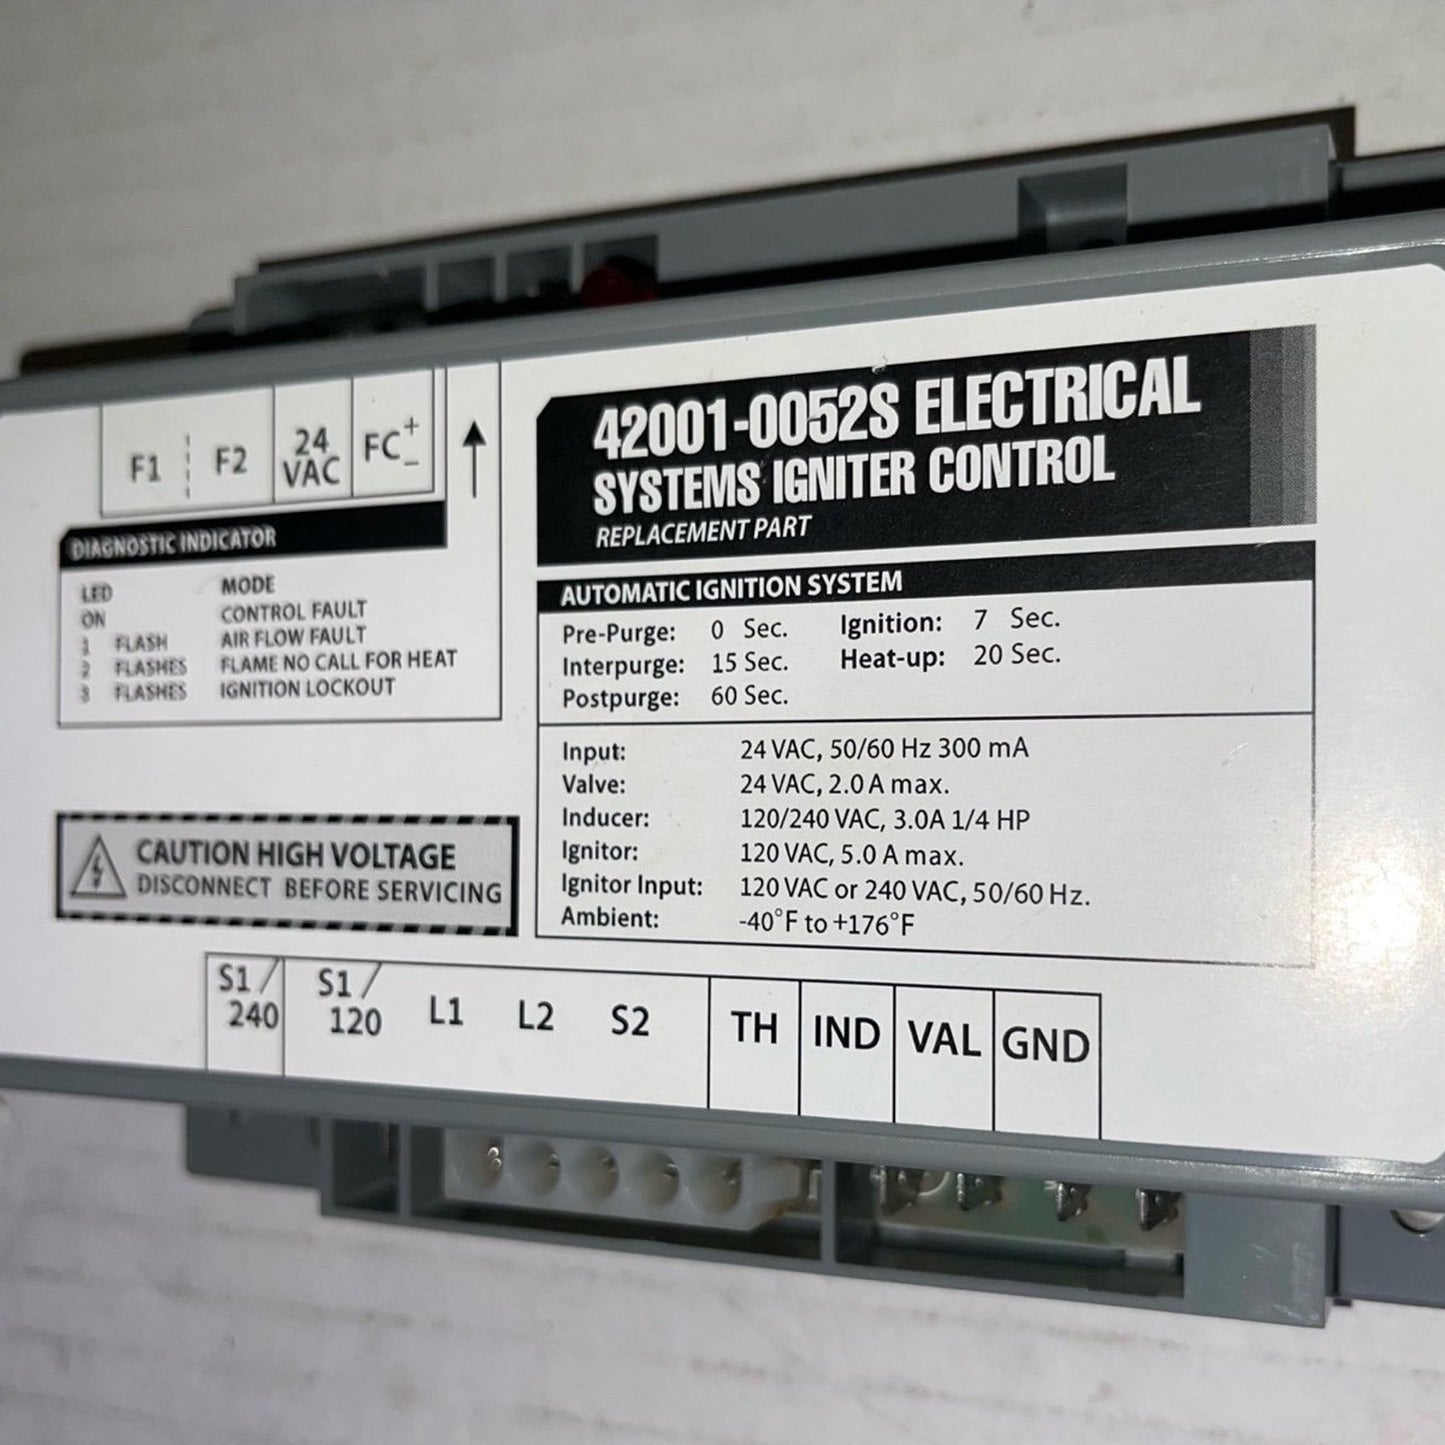 F1 F2 24 VAC FC + -
42001-0052S ELECTRICAL
SYSTEMS IGNITER CONTROL
REPLACEMENT PART
DIAGNOSTIC INDICATOR
LED MODE
ON CONTROL FAULT
1 FLASH AIR FLOW FAULT
2 FLASHES FLAME NO CALL FOR HEAT
3 FLASHES IGNITION LOCKOUT
AUTOMATIC IGNITION SYSTEM
Pre-Purge: 0 Sec. Ignition: 7 Sec.
Interpurge: 15 Sec. Heat-up: 20 Sec.
Postpurge: 60 Sec.
Input: 24 VAC, 50/60 Hz 300 mA
Valve: 24 VAC, 2.0 A max.
Inducer: 120/240 VAC, 3.0A 1/4 HP
Ignitor: 120 VAC, 5.0 A max.
Ignitor Input: 120 VAC or 240 VAC, 50/60 Hz.
Ambient: -40°F to +176°F
CAUTION HIGH VOLTAGE
DISCONNECT BEFORE SERVICING
S1/ 240 S1/ 120 L1 L2 S2 TH IND VAL GND